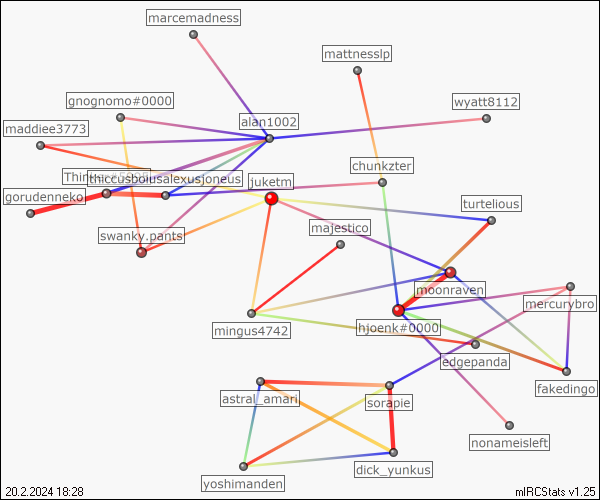 marcemadness
mattnesslp
gnognomo#0000
wyatt8112
alan1002
maddiee3773
chunkzter
thiccusboiusalexusjoneus
juketm
gorudenneko
turtelious
majestico
swanky.pants
moonraven
mercurybro
mingus4742
hjoenk#0000
edgepanda
fakedingo
astral_amari
sorapie
nonameisleft
dick_yunkus
yoshimanden
20.2.2024 18:28
mIRCStats v1.25